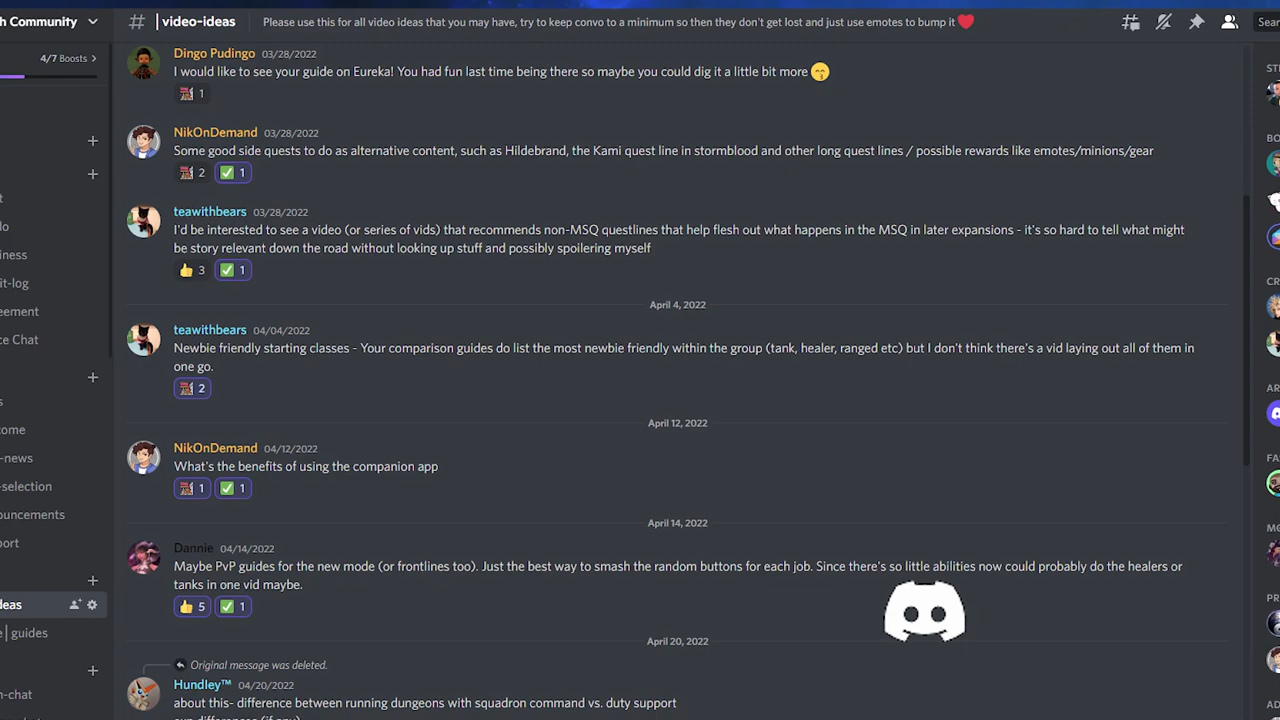 h Community
# | video-ideas
Please use this for all video ideas that you may have, try to keep convo to a minimum so then they don't get lost and just use emotes to bump it ❤️
Sear
4/7 Boosts >
Dingo Pudingo 03/28/2022
I would like to see your guide on Eureka! You had fun last time being there so maybe you could dig it a little bit more 😙
1
NikOnDemand 03/28/2022
Some good side quests to do as alternative content, such as Hildebrand, the Kami quest line in stormblood and other long quest lines / possible rewards like emotes/minions/gear
2 ✅ 1
teawithbears 03/28/2022
I'd be interested to see a video (or series of vids) that recommends non-MSQ questlines that help flesh out what happens in the MSQ in later expansions - it's so hard to tell what might
be story relevant down the road without looking up stuff and possibly spoilering myself
👍 3 ✅ 1
April 4, 2022
teawithbears 04/04/2022
Newbie friendly starting classes - Your comparison guides do list the most newbie friendly within the group (tank, healer, ranged etc) but I don't think there's a vid laying out all of them in
one go.
2
April 12, 2022
NikOnDemand 04/12/2022
What's the benefits of using the companion app
1 ✅ 1
April 14, 2022
Dannie 04/14/2022
Maybe PvP guides for the new mode (or frontlines too). Just the best way to smash the random buttons for each job. Since there's so little abilities now could probably do the healers or
tanks in one vid maybe.
👍 5 ✅ 1
April 20, 2022
Original message was deleted.
Hundley™ 04/20/2022
about this- difference between running dungeons with squadron command vs. duty support
t
lo
iness
it-log
eement
ce Chat
s
ome
-news
-selection
ouncements
port
deas
e | guides
n-chat
ST
BO
CR
AR
FA
MO
PR
AD